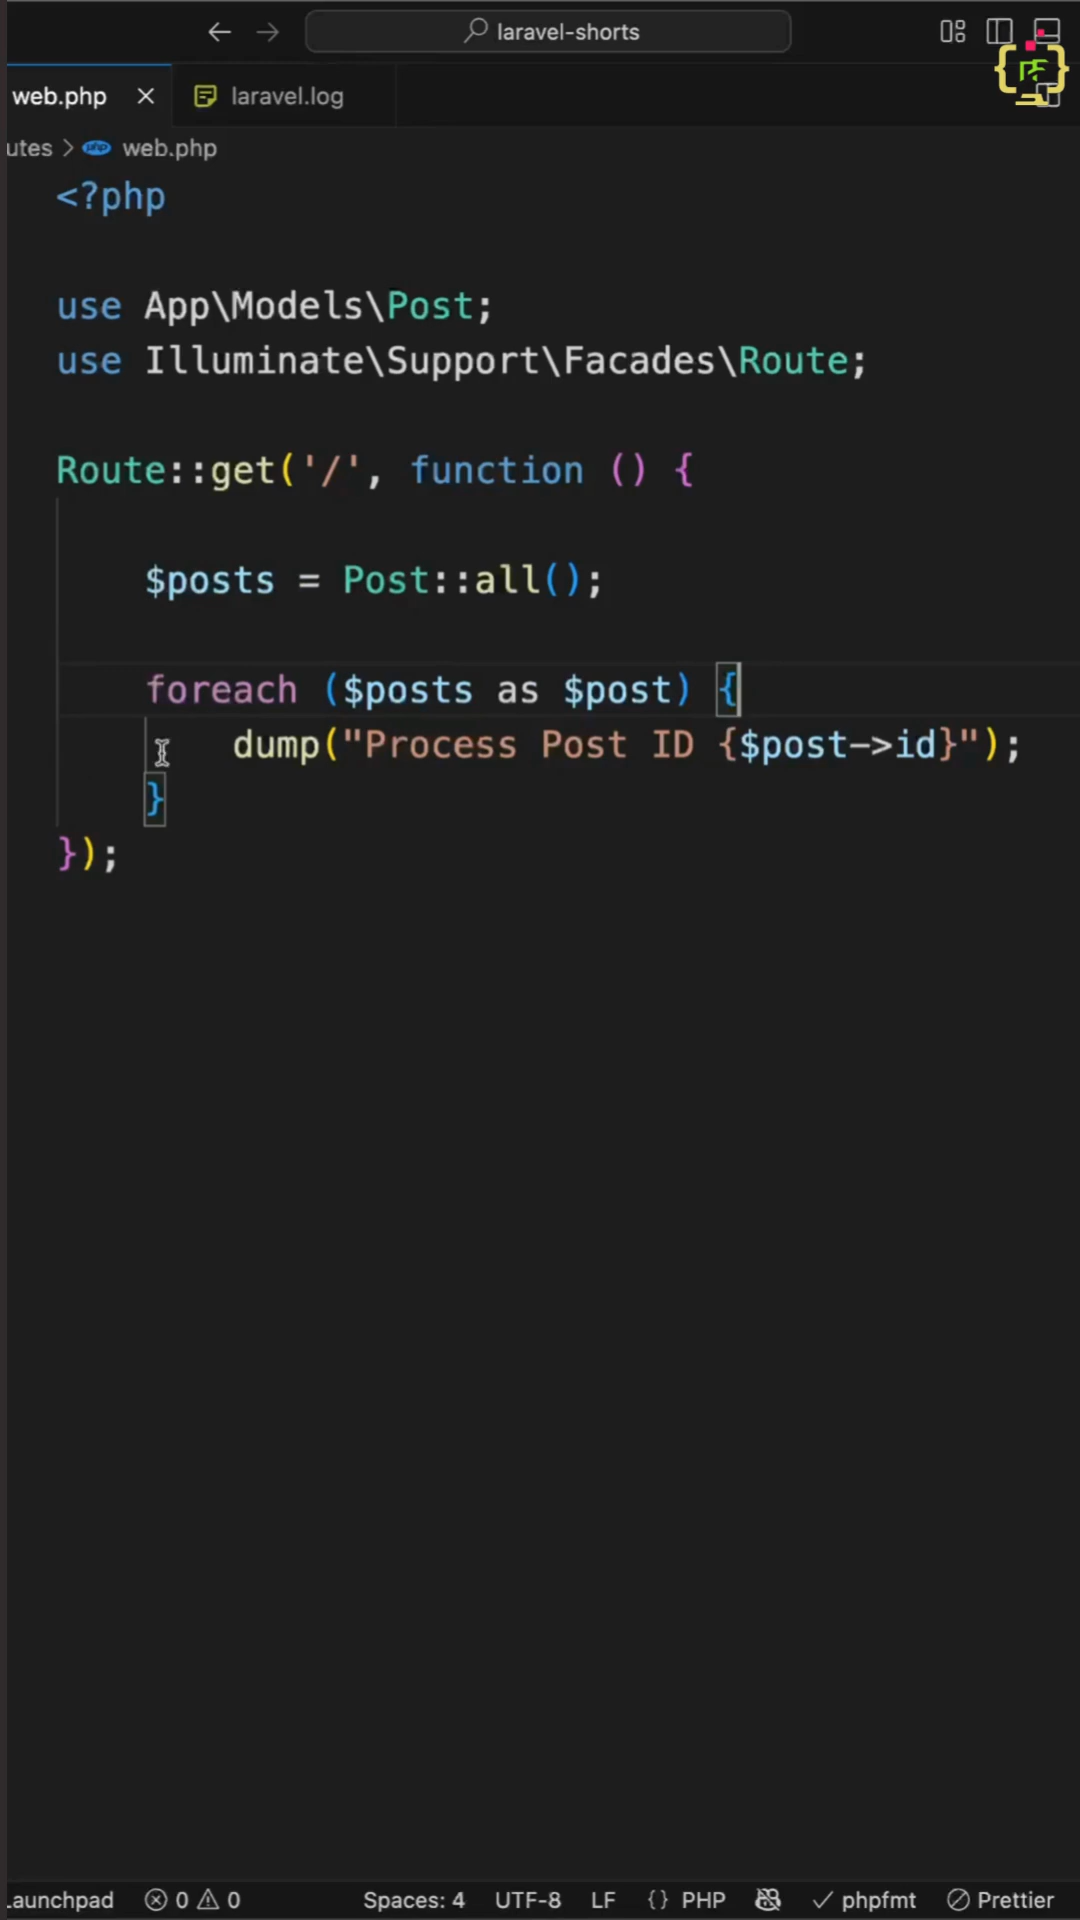 laravel-shorts
web.php
laravel.log
utes > php web.php
<?php
use App\Models\Post;
use Illuminate\Support\Facades\Route;
Route::get('/', function () {
$posts = Post::all();
foreach ($posts as $post) {
dump("Process Post ID {$post->id}");
}
});
Launchpad 0 0 Spaces: 4 UTF-8 LF {} PHP phpfmt Prettier